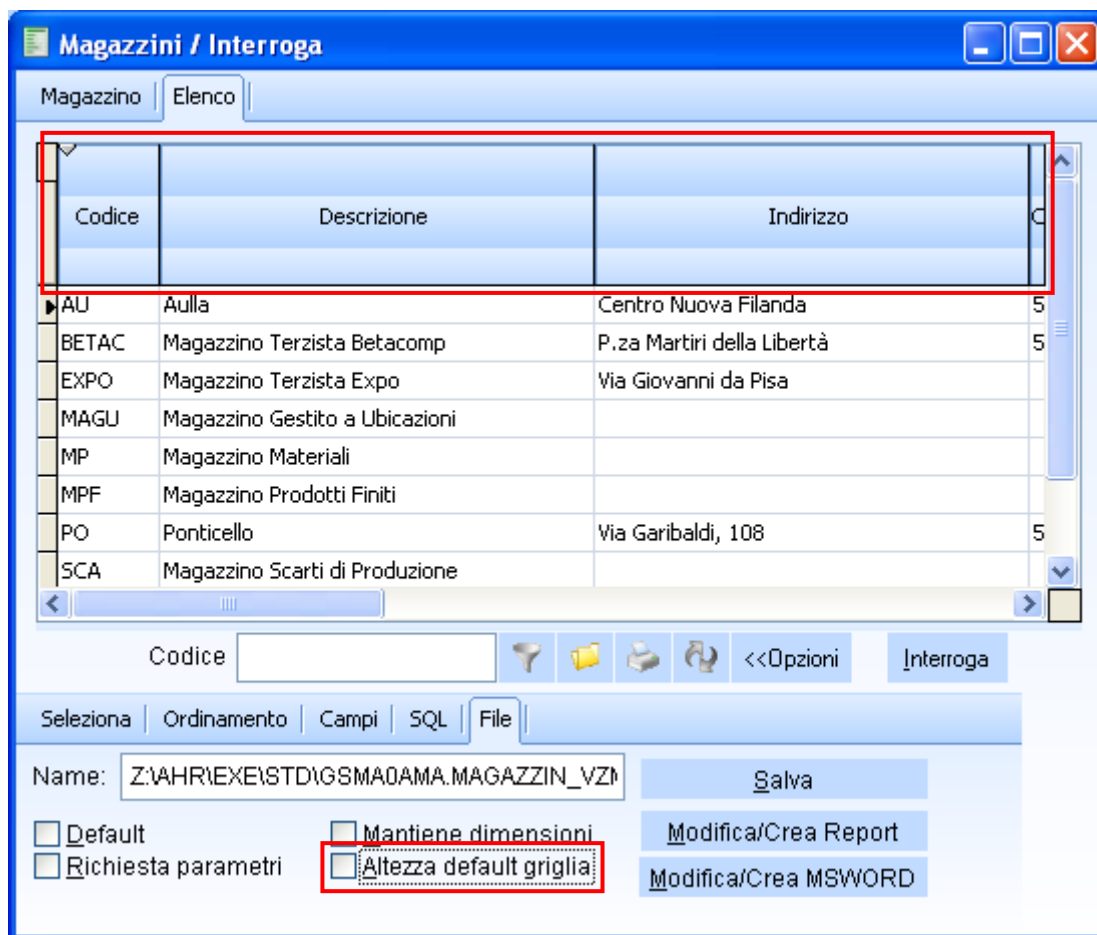 Magazzini / Interroga
Magazzino Elenco
Codice Descrizione Indirizzo C
AU Aulla Centro Nuova Filanda 5
BETAC Magazzino Terzista Betacomp P.za Martiri della Libertà 5
EXPO Magazzino Terzista Expo Via Giovanni da Pisa
MAGU Magazzino Gestito a Ubicazioni
MP Magazzino Materiali
MPF Magazzino Prodotti Finiti
PO Ponticello Via Garibaldi, 108 5
SCA Magazzino Scarti di Produzione
Codice <<Opzioni Interroga
Seleziona Ordinamento Campi SQL File
Name: Z:\AHR\EXE\STD\GSMA0AMA.MAGAZZIN_VZM Salva
Default Mantiene dimensioni Modifica/Crea Report
Richiesta parametri Altezza default griglia Modifica/Crea MSWORD